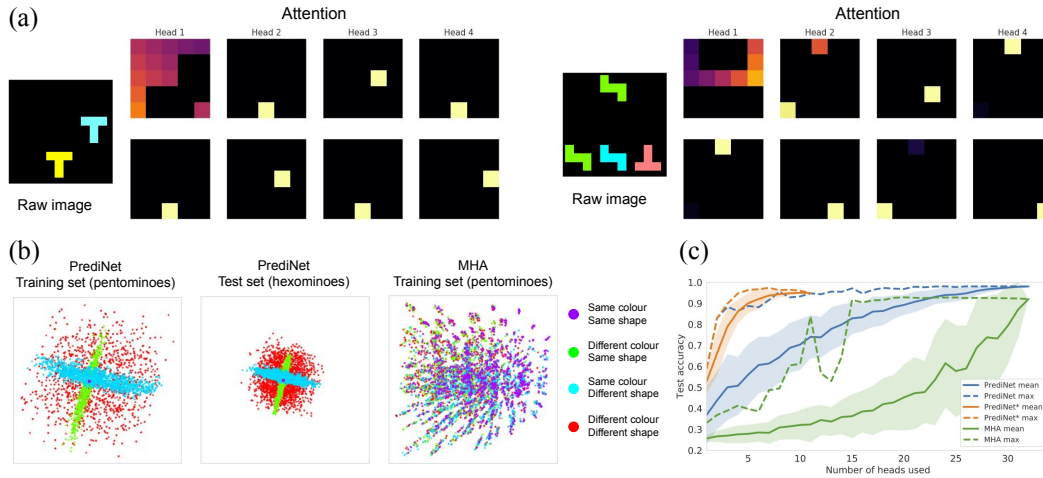 (a)
Attention
Head 1
Head 2
Head 3
Head 4
Raw image
Attention
Head 1
Head 2
Head 3
Head 4
Raw image
(b)
PrediNet
Training set (pentominoes)
PrediNet
Test set (hexominoes)
MHA
Training set (pentominoes)
Same colour
Same shape
Different colour
Same shape
Same colour
Different shape
Different colour
Different shape
(c)
Test accuracy
1.0
0.9
0.8
0.7
0.6
0.5
0.4
0.3
0.2
5
10
15
20
25
30
Number of heads used
PrediNet mean
PrediNet max
PrediNet* mean
PrediNet* max
MHA mean
MHA max